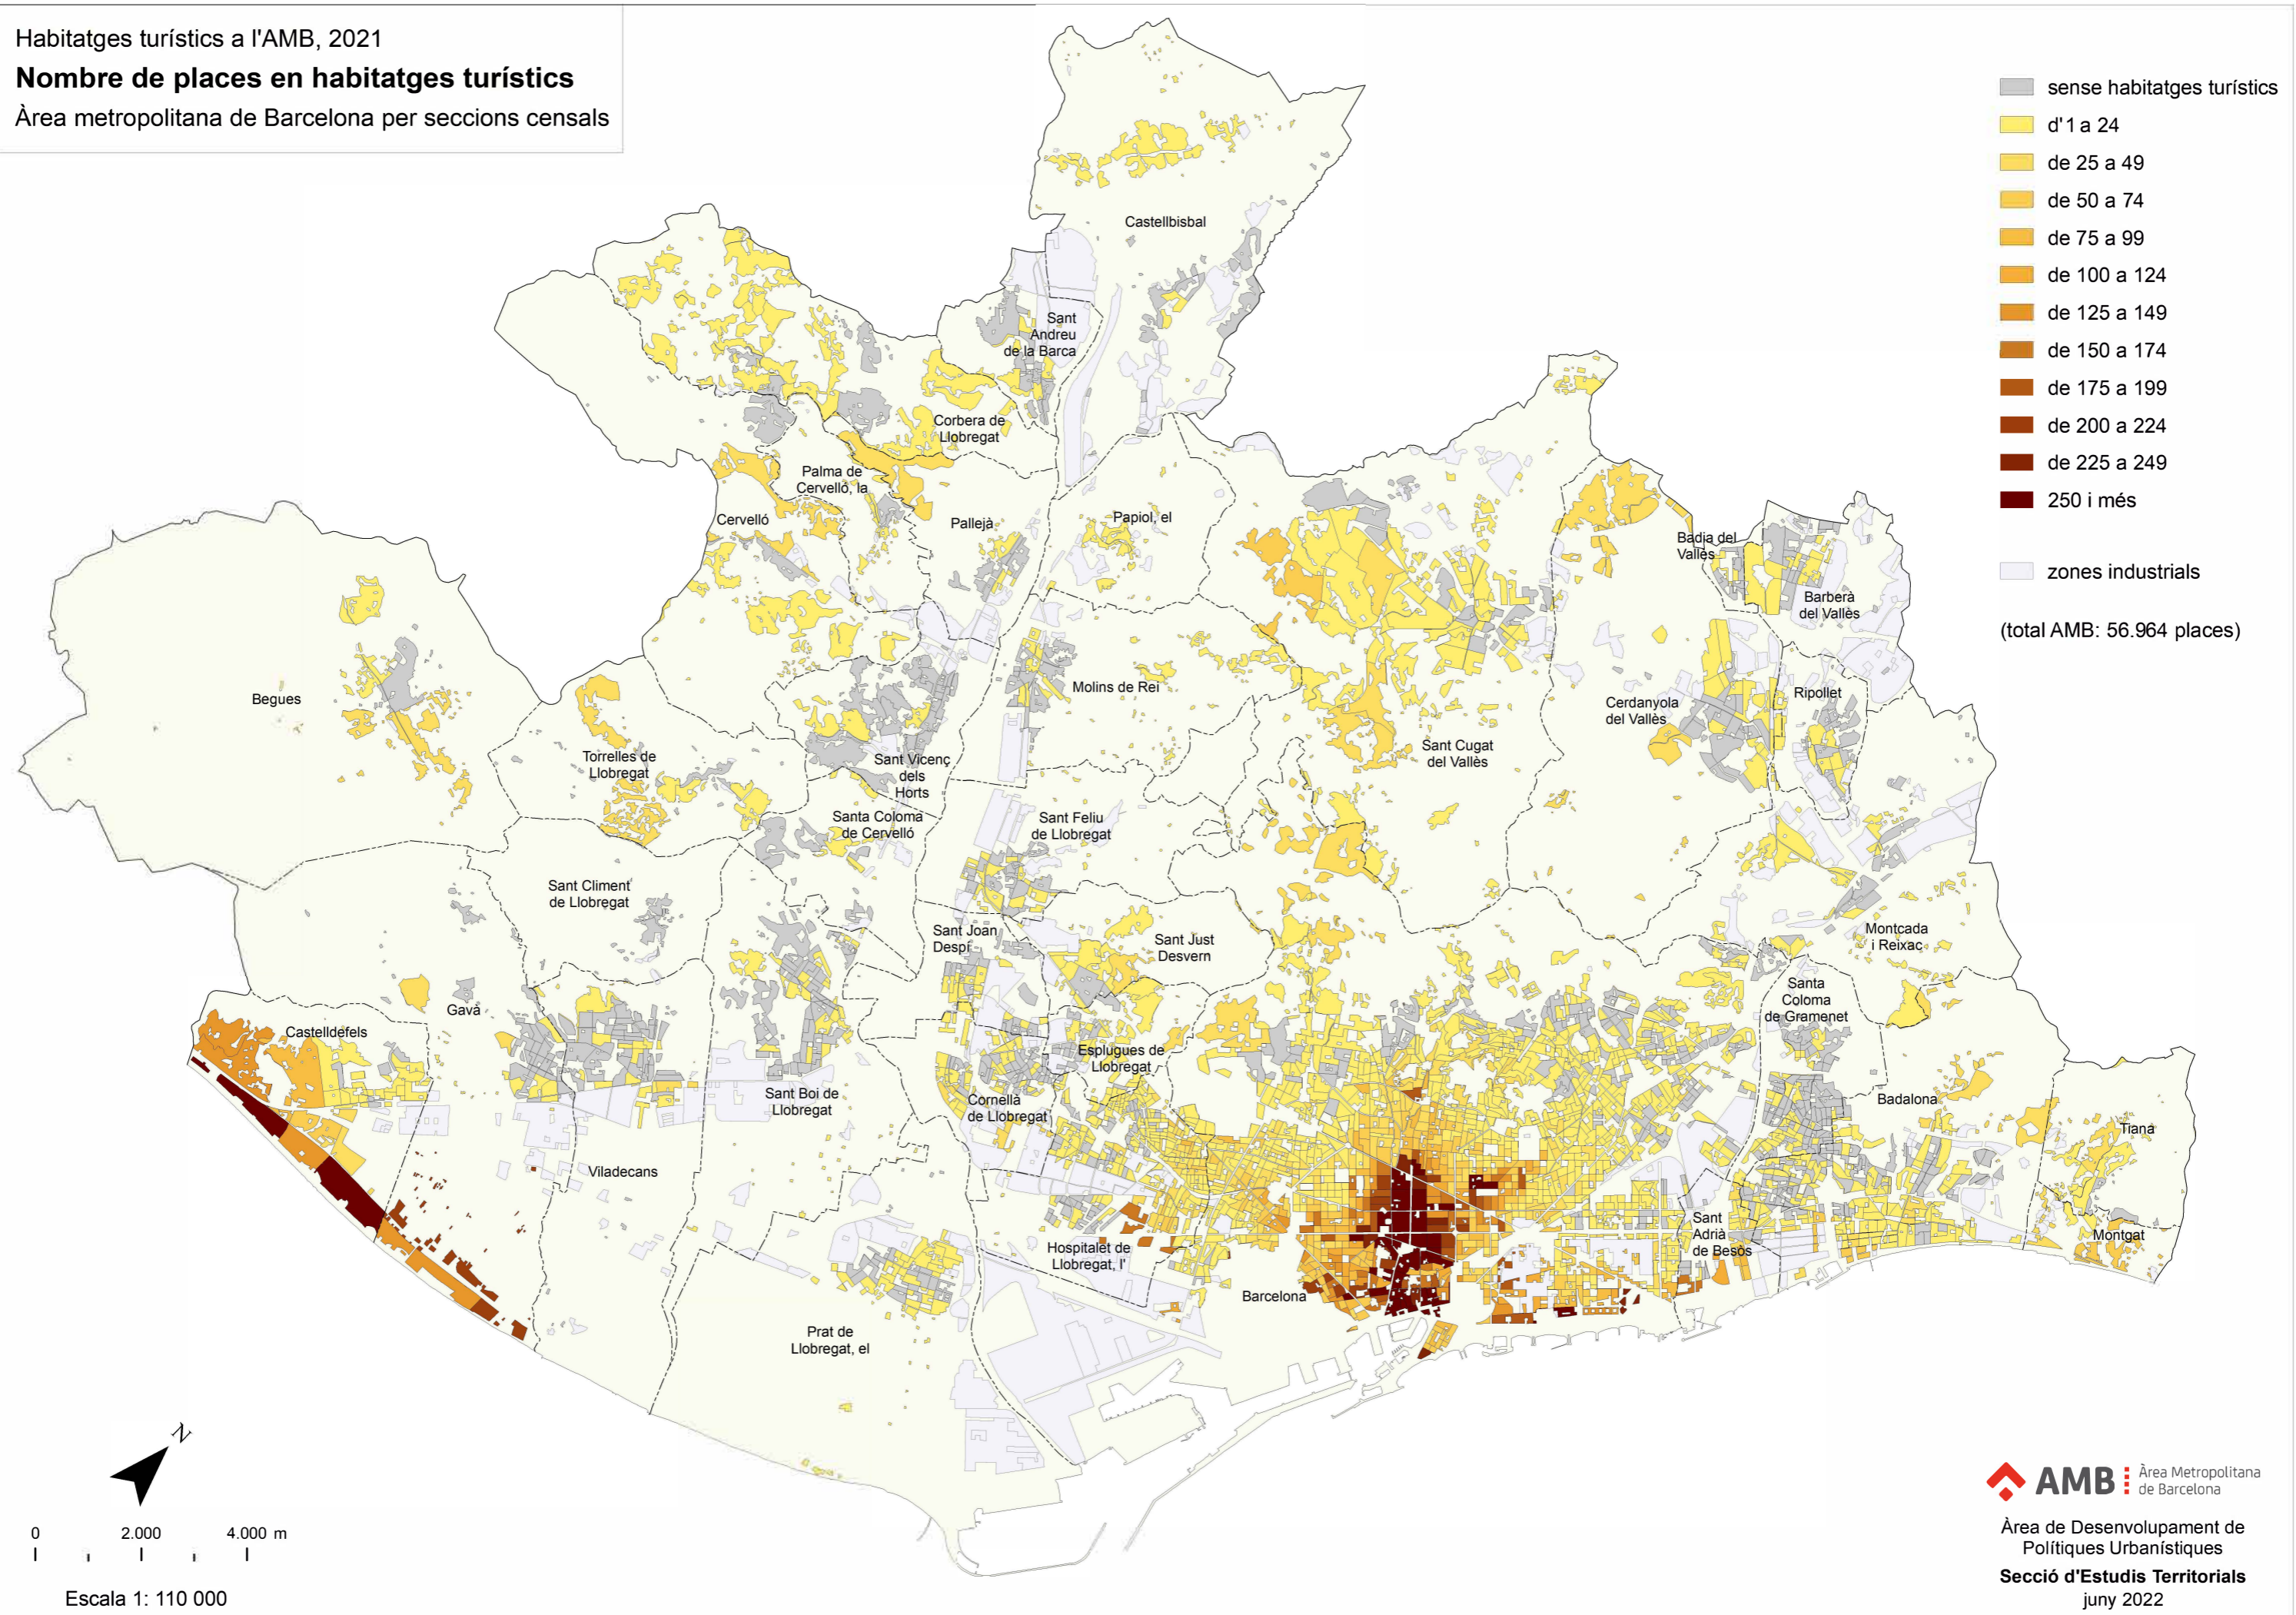 Habitatges turístics a l'AMB, 2021
Nombre de places en habitatges turístics
Àrea metropolitana de Barcelona per seccions censals
sense habitatges turístics
d'1 a 24
de 25 a 49
de 50 a 74
de 75 a 99
de 100 a 124
de 125 a 149
de 150 a 174
de 175 a 199
de 200 a 224
de 225 a 249
250 i més
zones industrials
(total AMB: 56.964 places)
Castellbisbal
Sant
Andreu
de la Barca
Corbera de
Llobregat
Palma de
Cervelló, la
Cervelló
Pallejà
Papiol, el
Badia del
Vallès
Barberà
del Vallès
Begues
Molins de Rei
Ripollet
Cerdanyola
del Vallès
Sant Cugat
del Vallès
Torrelles de
Llobregat
Sant Vicenç
dels
Horts
Santa Coloma
de Cervelló
Sant Feliu
de Llobregat
Sant Climent
de Llobregat
Sant Joan
Despí
Sant Just
Desvern
Montcada
i Reixac
Santa
Coloma
de Gramenet
Gavà
Castelldefels
Esplugues de
Llobregat
Sant Boi de
Llobregat
Cornellà
de Llobregat
Badalona
Tiana
Viladecans
Sant
Adrià
de Besòs
Montgat
Hospitalet de
Llobregat, l'
Barcelona
Prat de
Llobregat, el
N
0 2.000 4.000 m
Escala 1: 110 000
AMB Àrea Metropolitana
de Barcelona
Àrea de Desenvolupament de
Polítiques Urbanístiques
Secció d'Estudis Territorials
juny 2022